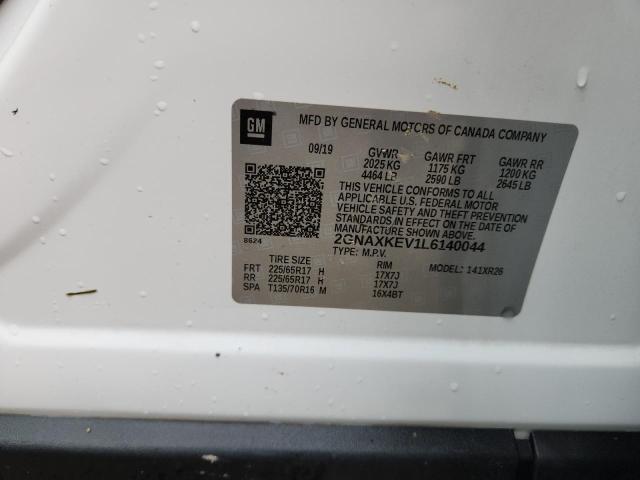 GM
MFD BY GENERAL MOTORS OF CANADA COMPANY
09/19 GVWR GAWR FRT GAWR RR
2025 KG 1175 KG 1200 KG
4464 LB 2590 LB 2645 LB
THIS VEHICLE CONFORMS TO ALL
APPLICABLE U.S. FEDERAL MOTOR
VEHICLE SAFETY AND THEFT PREVENTION
STANDARDS IN EFFECT ON THE DATE OF
MANUFACTURE SHOWN ABOVE.
8624 2GNAXKEV1L6140044
TYPE: M.P.V.
TIRE SIZE RIM MODEL: 141XR26
FRT 225/65R17 H 17X7J
RR 225/65R17 H 17X7J
SPA T135/70R16 M 16X4BT